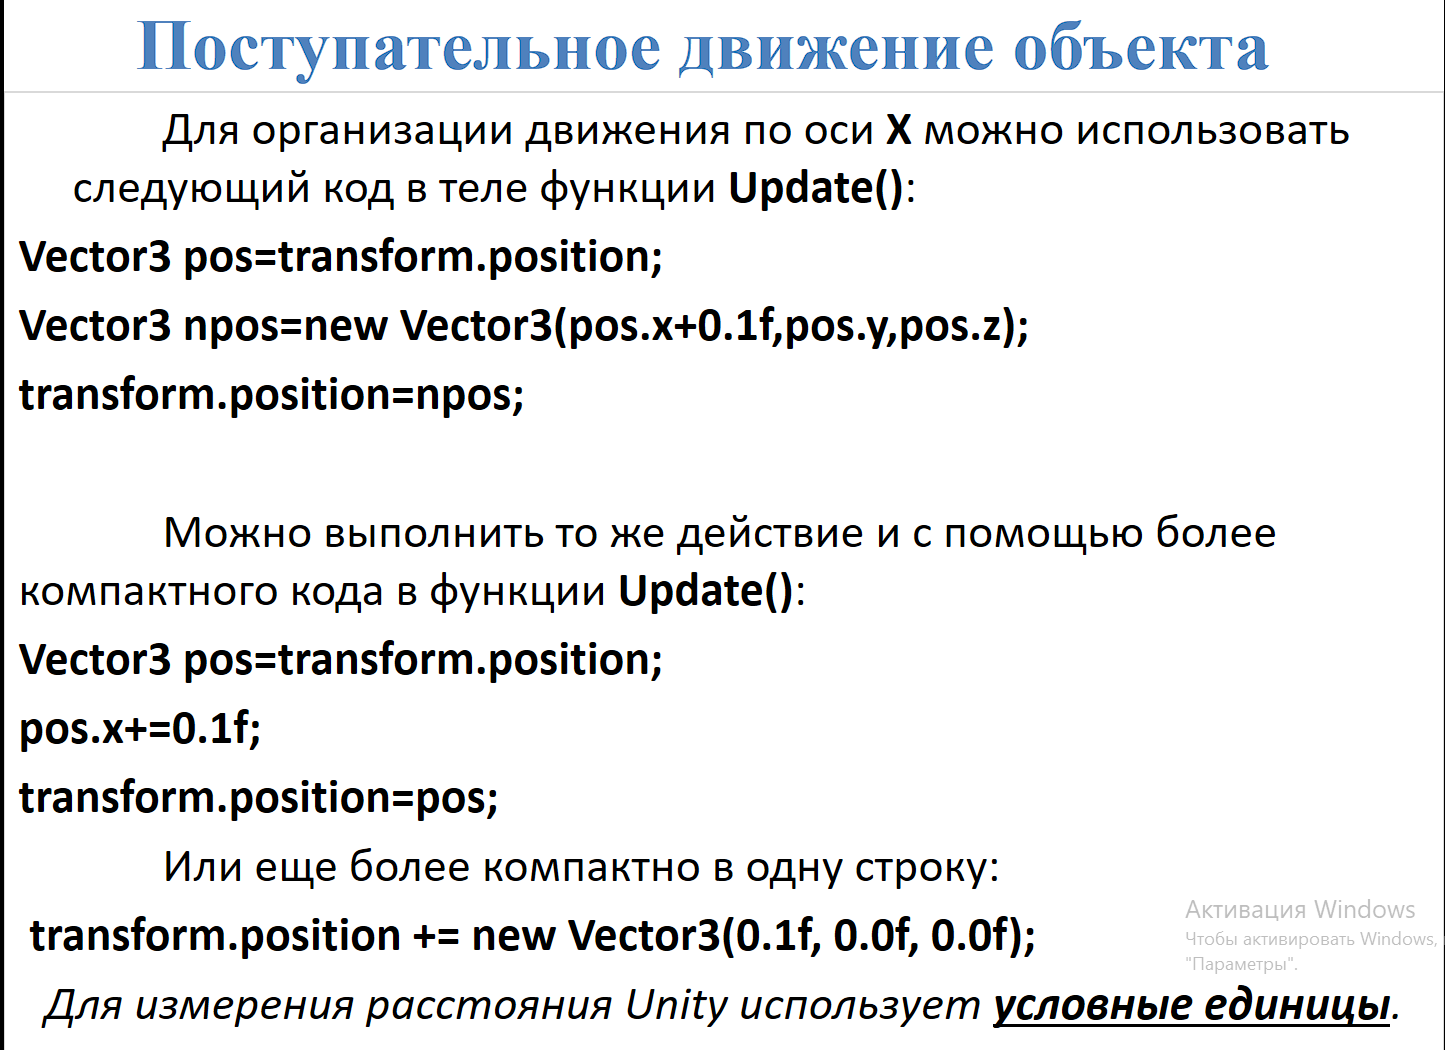 Поступательное движение объекта
Для организации движения по оси X можно использовать
следующий код в теле функции Update():
Vector3 pos=transform.position;
Vector3 npos=new Vector3(pos.x+0.1f,pos.y,pos.z);
transform.position=npos;
Можно выполнить то же действие и с помощью более
компактного кода в функции Update():
Vector3 pos=transform.position;
pos.x+=0.1f;
transform.position=pos;
Или еще более компактно в одну строку:
transform.position += new Vector3(0.1f, 0.0f, 0.0f);
Активация Windows
Чтобы активировать Windows,
"Параметры".
Для измерения расстояния Unity использует условные единицы.